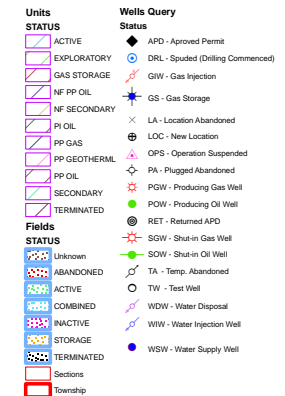 Units
STATUS
ACTIVE
EXPLORATORY
GAS STORAGE
NF PP OIL
NF SECONDARY
PI OIL
PP GAS
PP GEOTHERML
PP OIL
SECONDARY
TERMINATED
Fields
STATUS
Unknown
ABANDONED
ACTIVE
COMBINED
INACTIVE
STORAGE
TERMINATED
Sections
Township
Wells Query
Status
APD - Aproved Permit
DRL - Spuded (Drilling Commenced)
GIW - Gas Injection
GS - Gas Storage
LA - Location Abandoned
LOC - New Location
OPS - Operation Suspended
PA - Plugged Abandoned
PGW - Producing Gas Well
POW - Producing Oil Well
RET - Returned APD
SGW - Shut-in Gas Well
SOW - Shut-in Oil Well
TA - Temp. Abandoned
TW - Test Well
WDW - Water Disposal
WIW - Water Injection Well
WSW - Water Supply Well